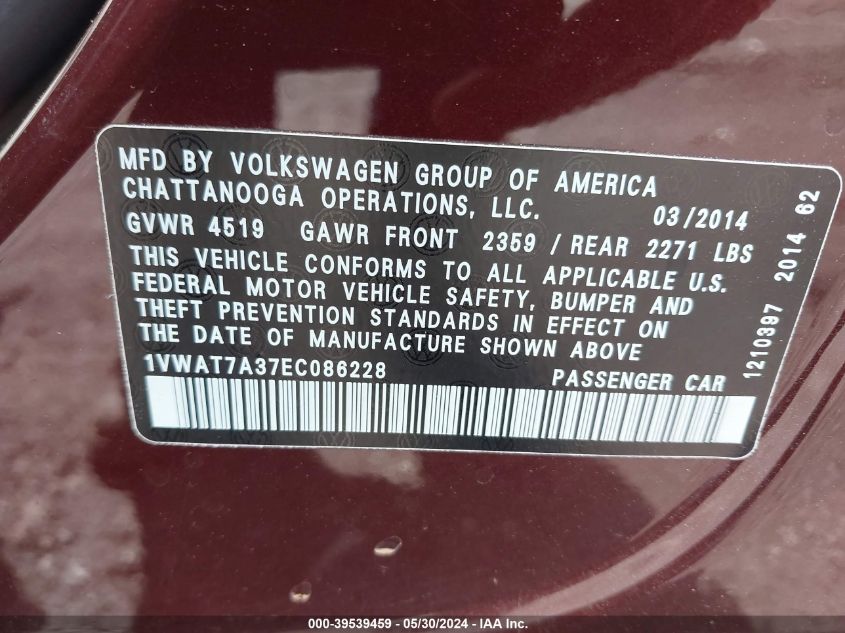 MFD BY VOLKSWAGEN GROUP OF AMERICA
CHATTANOOGA OPERATIONS, LLC. 03/2014
GVWR 4519 GAWR FRONT 2359 / REAR 2271 LBS
THIS VEHICLE CONFORMS TO ALL APPLICABLE U.S.
FEDERAL MOTOR VEHICLE SAFETY, BUMPER AND
THEFT PREVENTION STANDARDS IN EFFECT ON
THE DATE OF MANUFACTURE SHOWN ABOVE
1VWAT7A37EC086228 PASSENGER CAR
1210397 2014 62
000-39539459 - 05/30/2024 - IAA Inc.